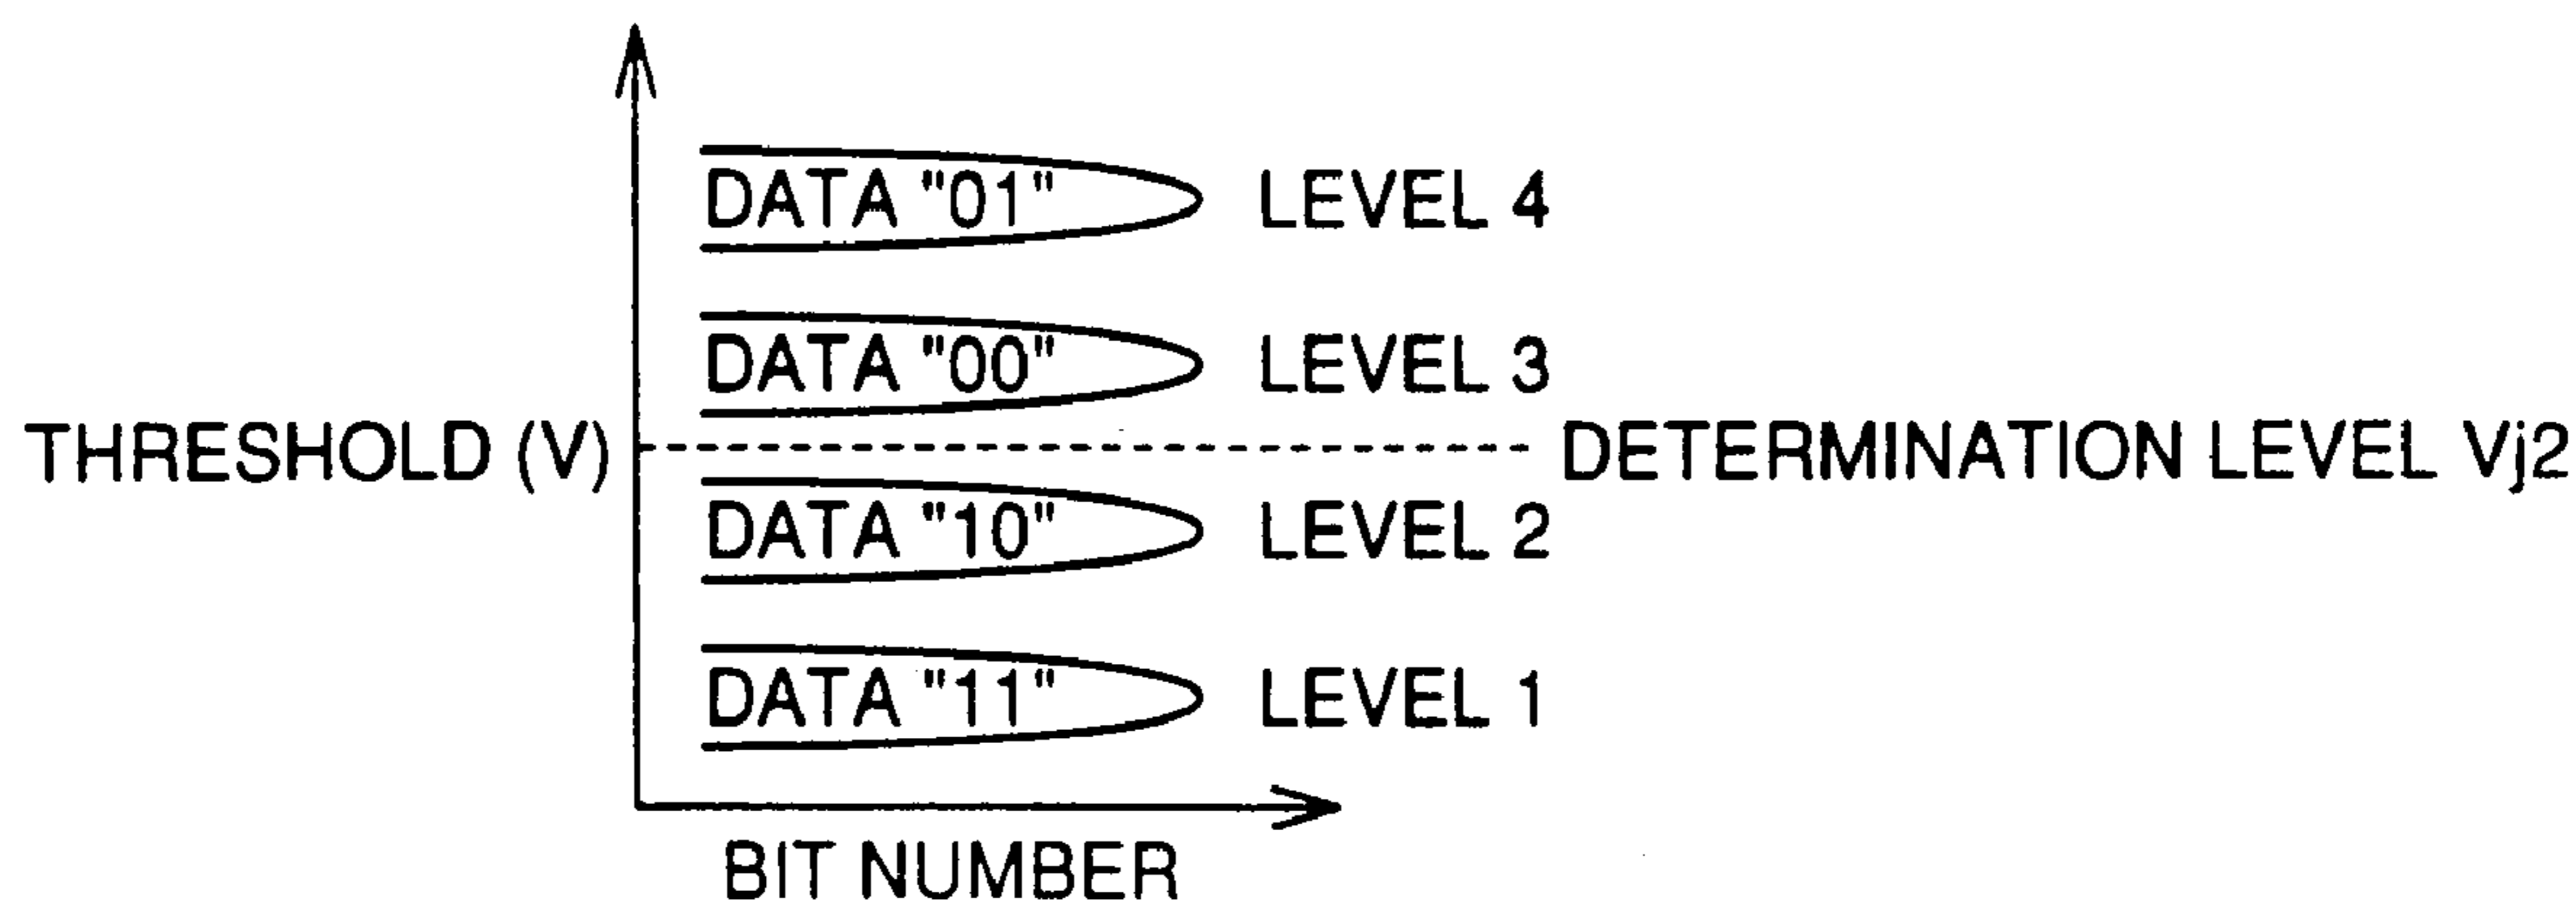 DATA "01" LEVEL 4
DATA "00" LEVEL 3
THRESHOLD (V) DETERMINATION LEVEL Vj2
DATA "10" LEVEL 2
DATA "11" LEVEL 1
BIT NUMBER